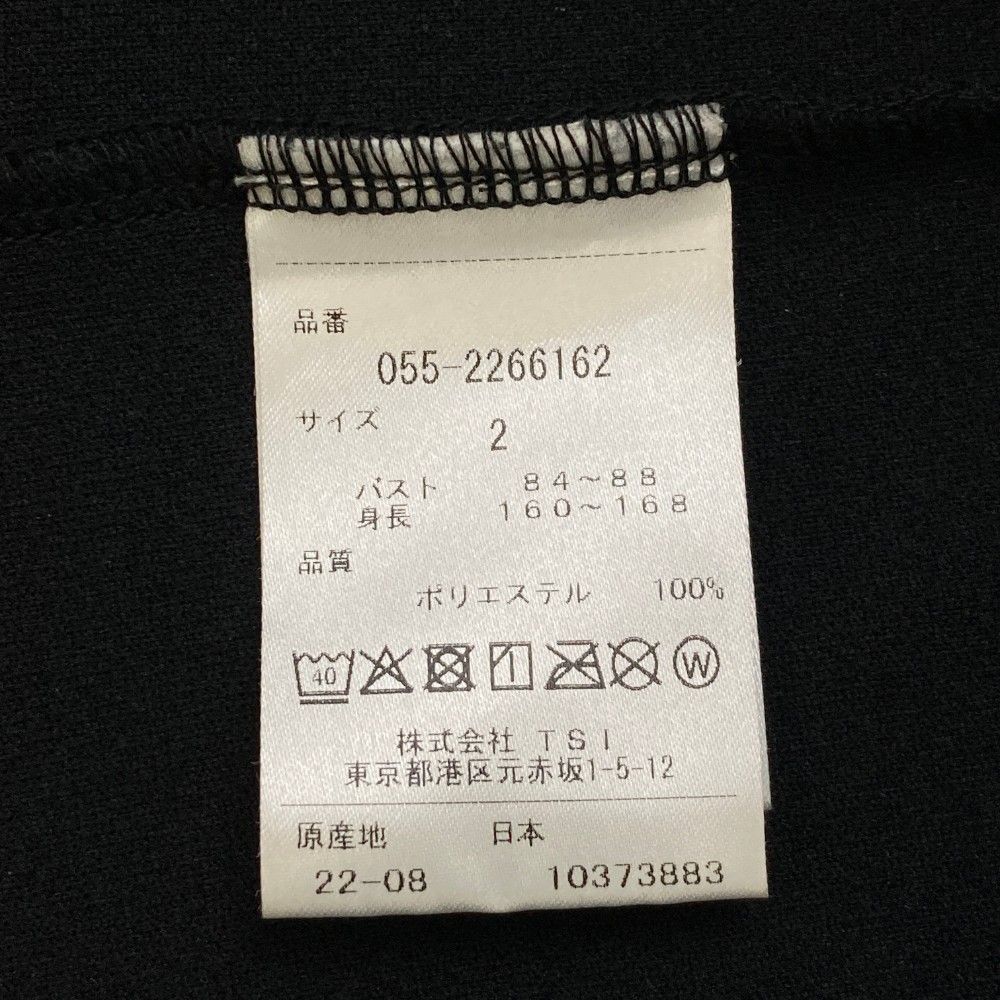 品番
055-2266162
サイズ 2
バスト 84～88
身長 160～168
品質
ポリエステル 100%
40 W
株式会社 TSI
東京都港区元赤坂1-5-12
原産地 日本
22-08 10373883